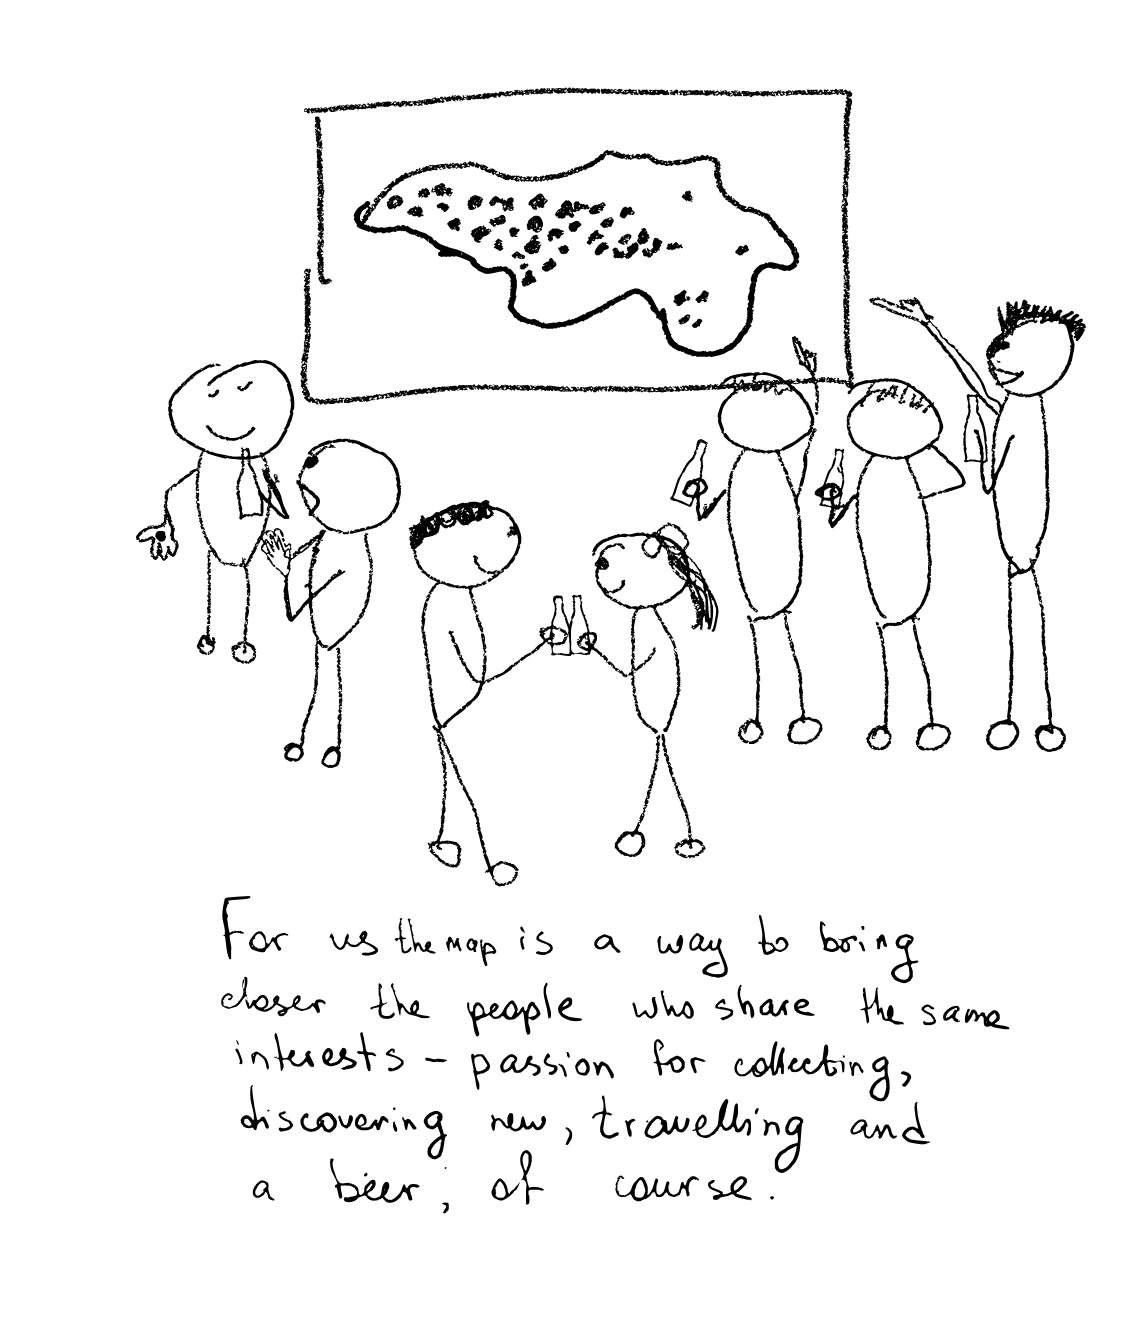 For us the map is a way to bring
closer the people who share the same
interests – passion for collecting,
discovering new, travelling and
a beer, of course.